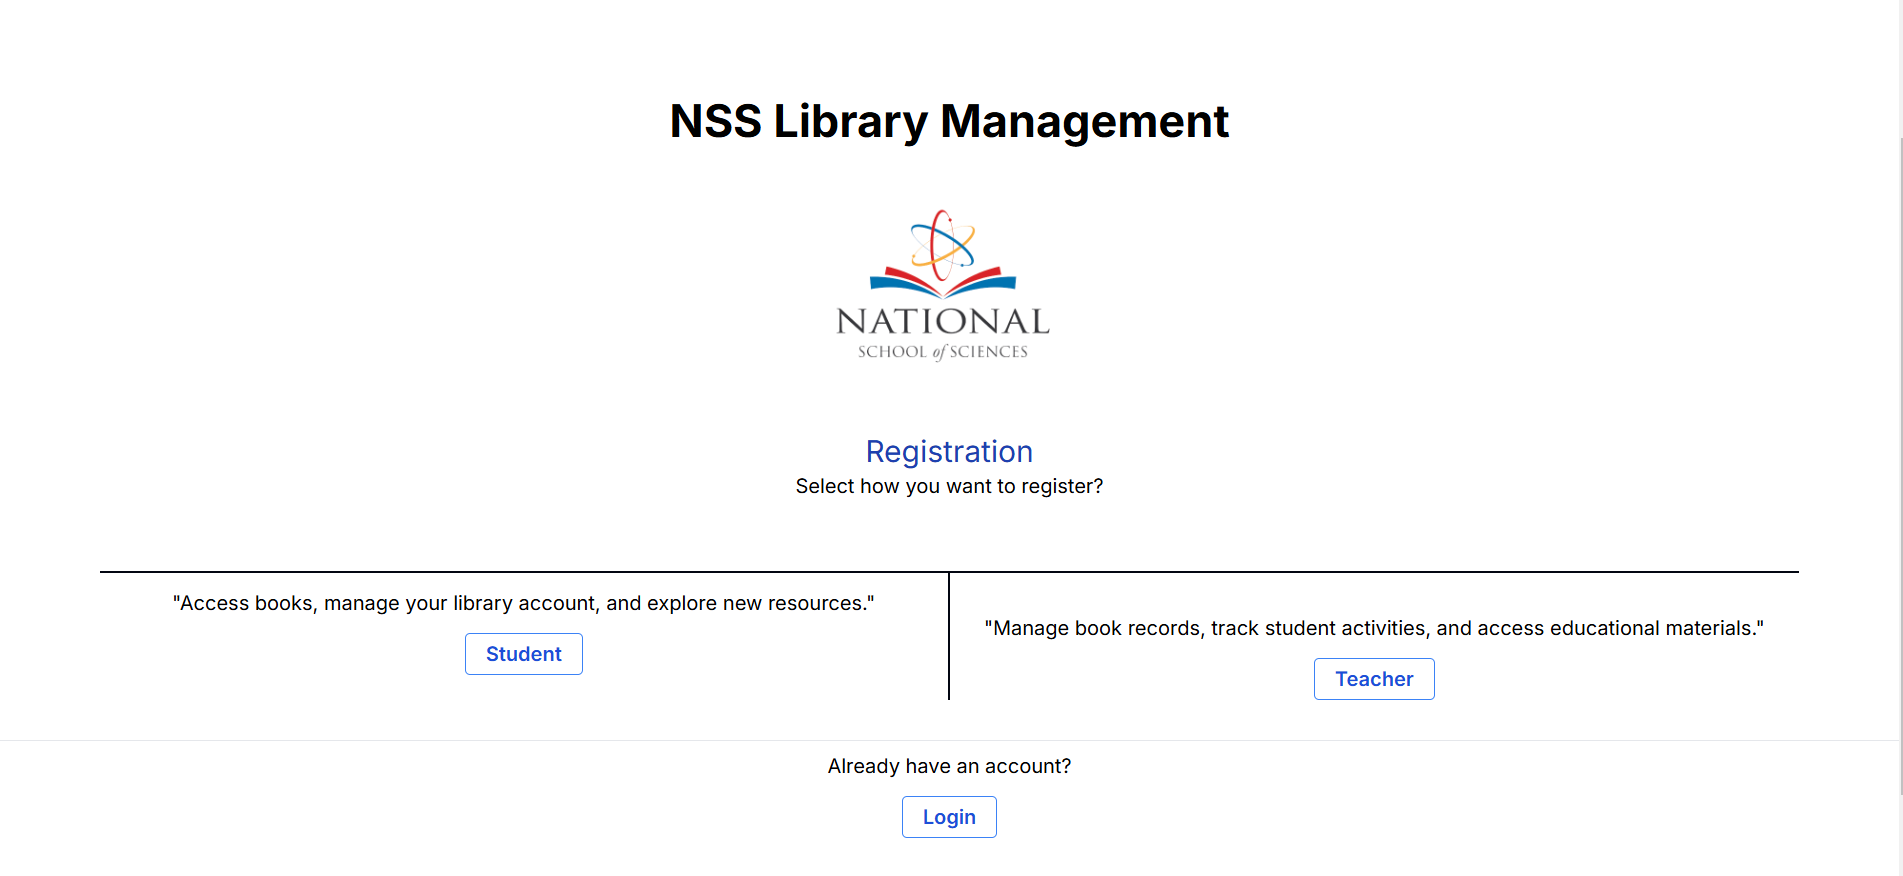 NSS Library Management
NATIONAL
SCHOOL of SCIENCES
Registration
Select how you want to register?
"Access books, manage your library account, and explore new resources."
Student
"Manage book records, track student activities, and access educational materials."
Teacher
Already have an account?
Login